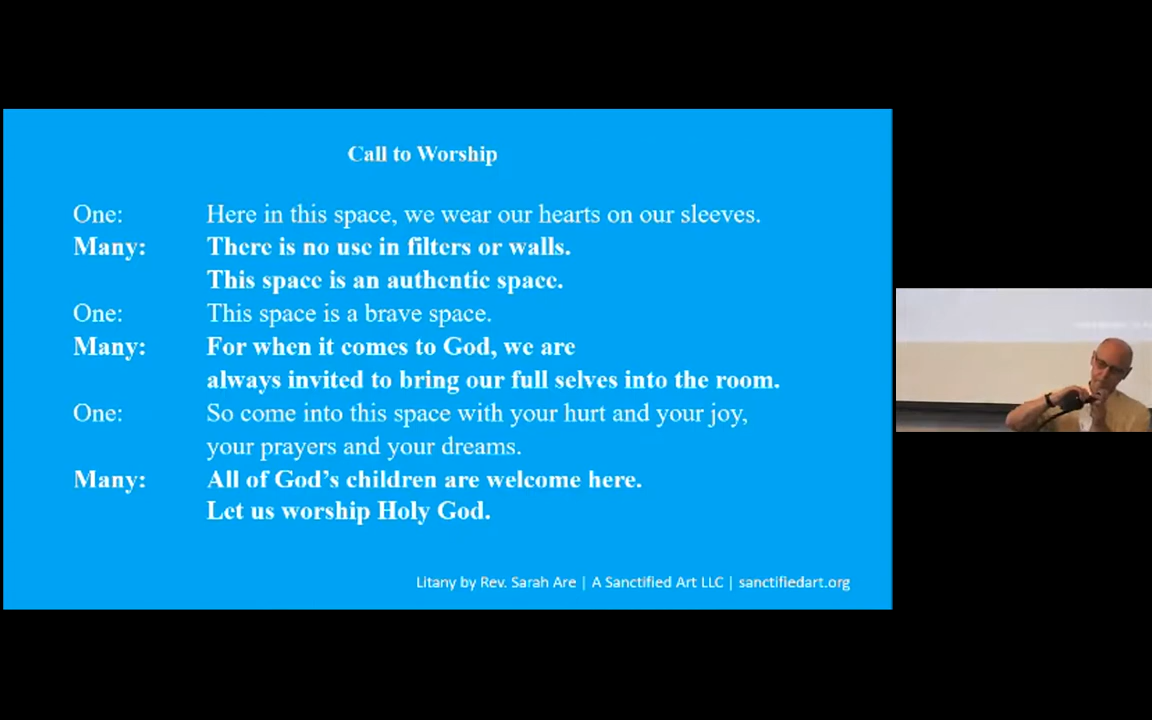 Call to Worship
One: Here in this space, we wear our hearts on our sleeves.
Many: There is no use in filters or walls.
This space is an authentic space.
One: This space is a brave space.
Many: For when it comes to God, we are
always invited to bring our full selves into the room.
One: So come into this space with your hurt and your joy,
your prayers and your dreams.
Many: All of God’s children are welcome here.
Let us worship Holy God.
Litany by Rev. Sarah Are | A Sanctified Art LLC | sanctifiedart.org